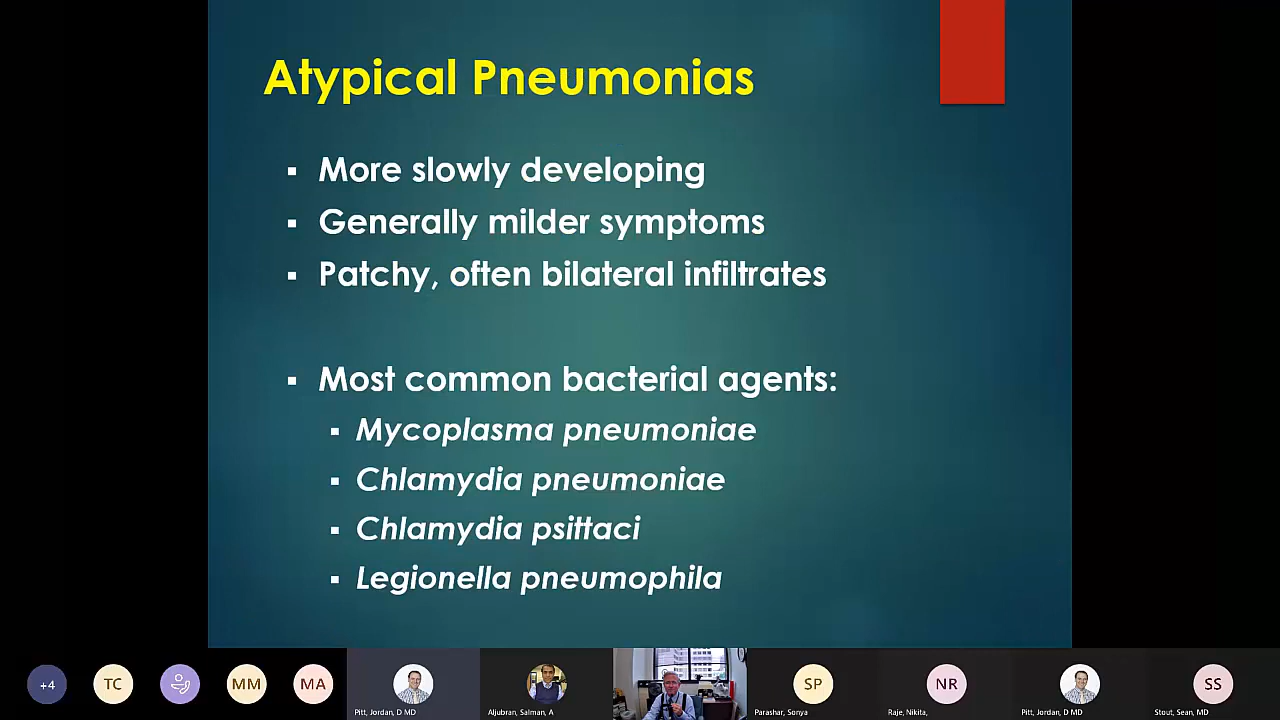 Atypical Pneumonias
▪ More slowly developing
▪ Generally milder symptoms
▪ Patchy, often bilateral infiltrates
▪ Most common bacterial agents:
▪ Mycoplasma pneumoniae
▪ Chlamydia pneumoniae
▪ Chlamydia psittaci
▪ Legionella pneumophila
+4 TC MM MA SP NR SS
Pitt, Jordan, D MD Aljubran, Salman, A Parashar, Sonya Raje, Nikita, Pitt, Jordan, D MD Stout, Sean, MD